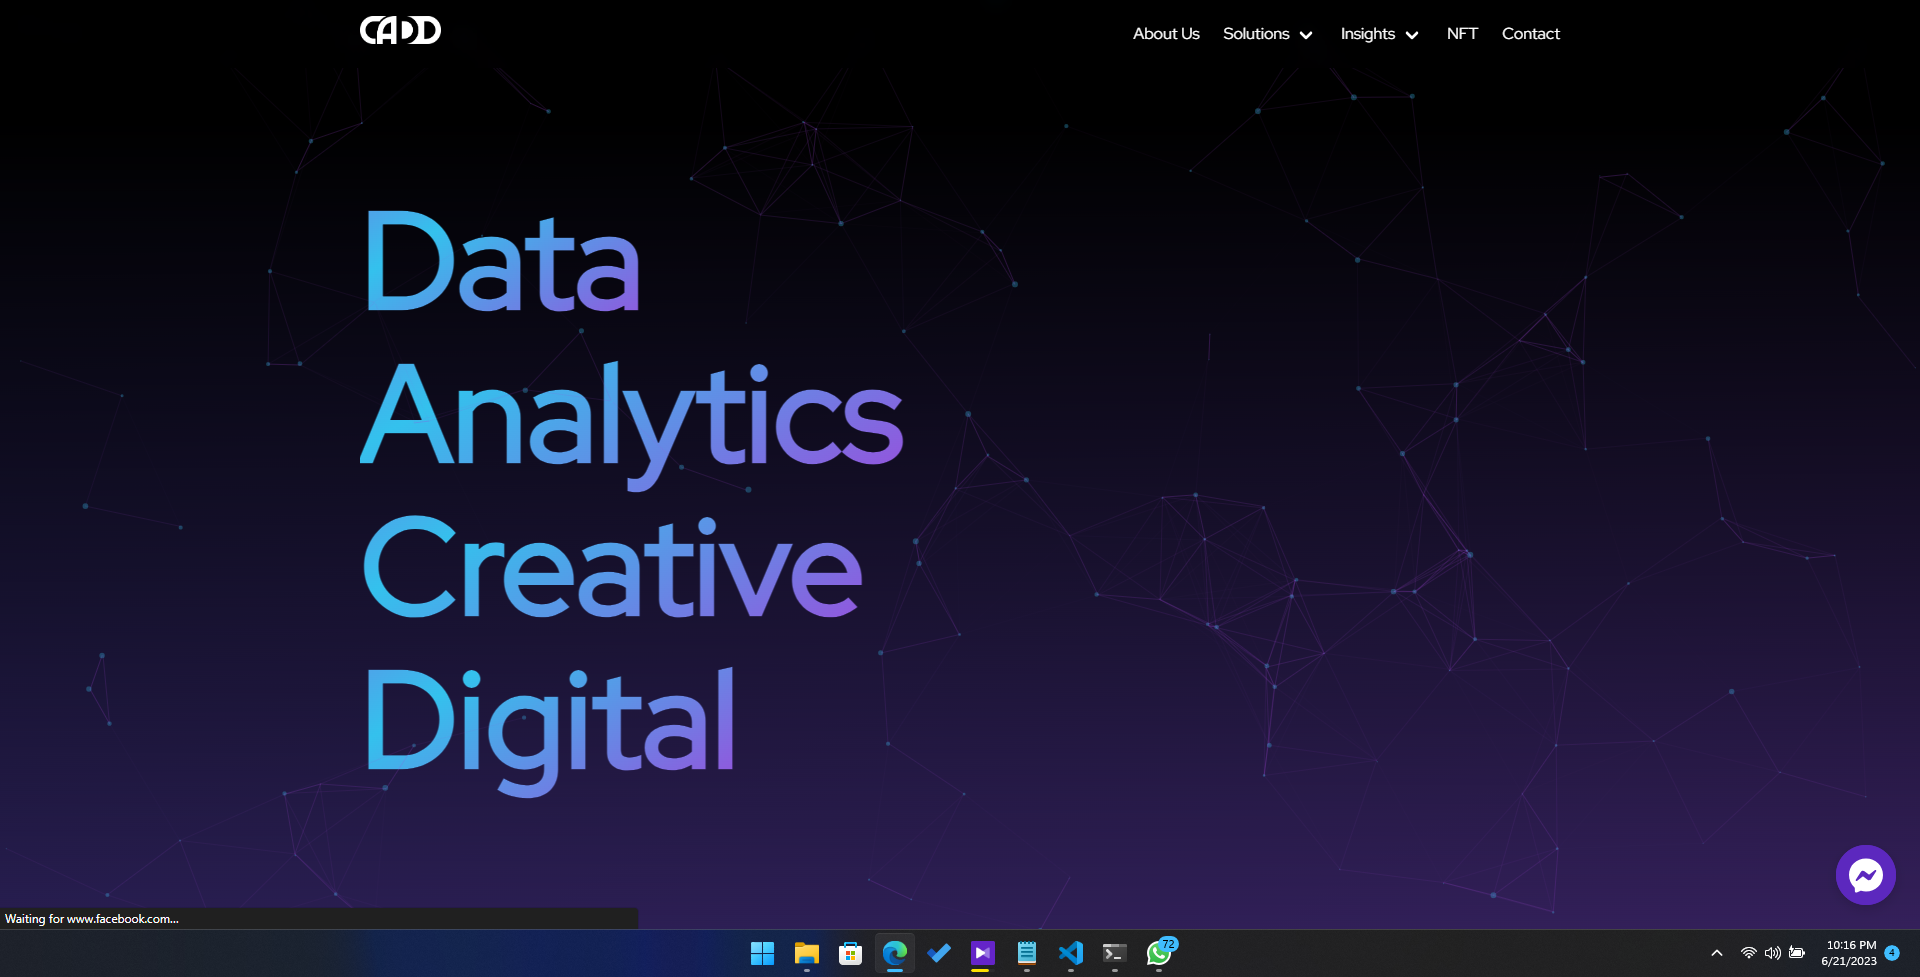 CADD
About Us Solutions Insights NFT Contact
Data
Analytics
Creative
Digital
Waiting for www.facebook.com...
72
10:16 PM
6/21/2023
4